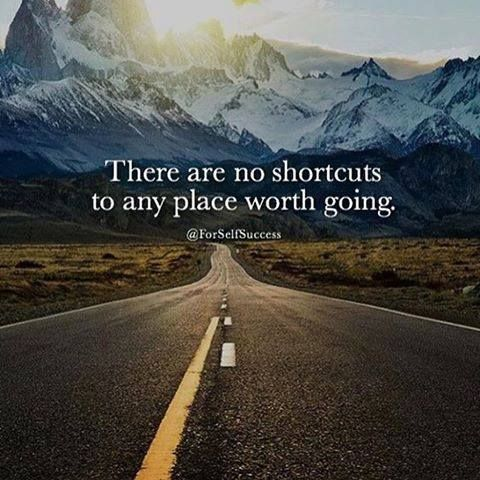 There are no shortcuts
to any place worth going.
@ForSelfSuccess